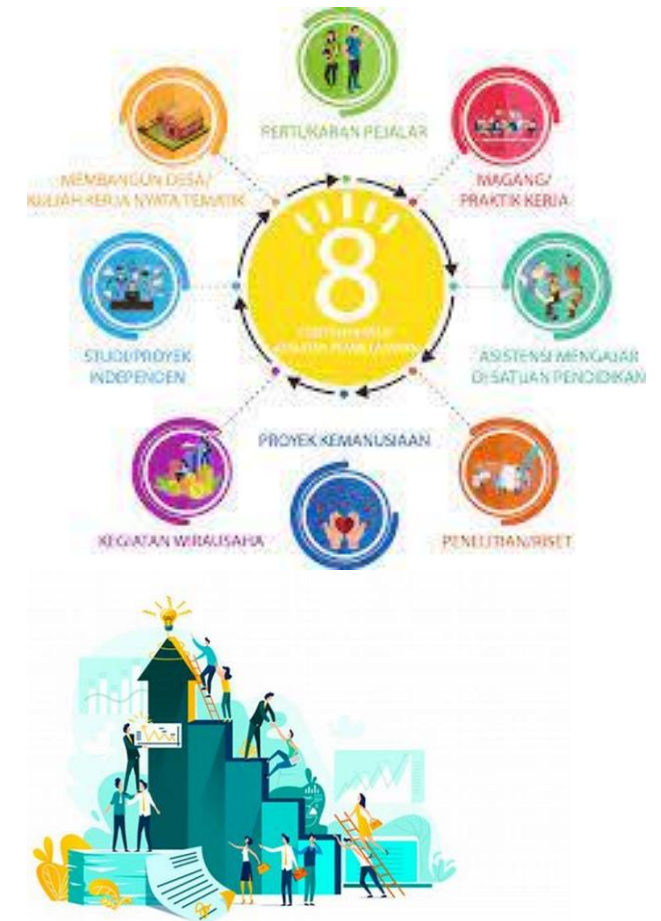 PERTUKARAN PELAJAR
MAGANG/
PRAKTIK KERJA
ASISTENSI MENGAJAR
DI SATUAN PENDIDIKAN
PENELITIAN/RISET
PROYEK KEMANUSIAAN
KEGIATAN WIRAUSAHA
STUDI/PROYEK
INDEPENDEN
MEMBANGUN DESA/
KULIAH KERJA NYATA TEMATIK
8